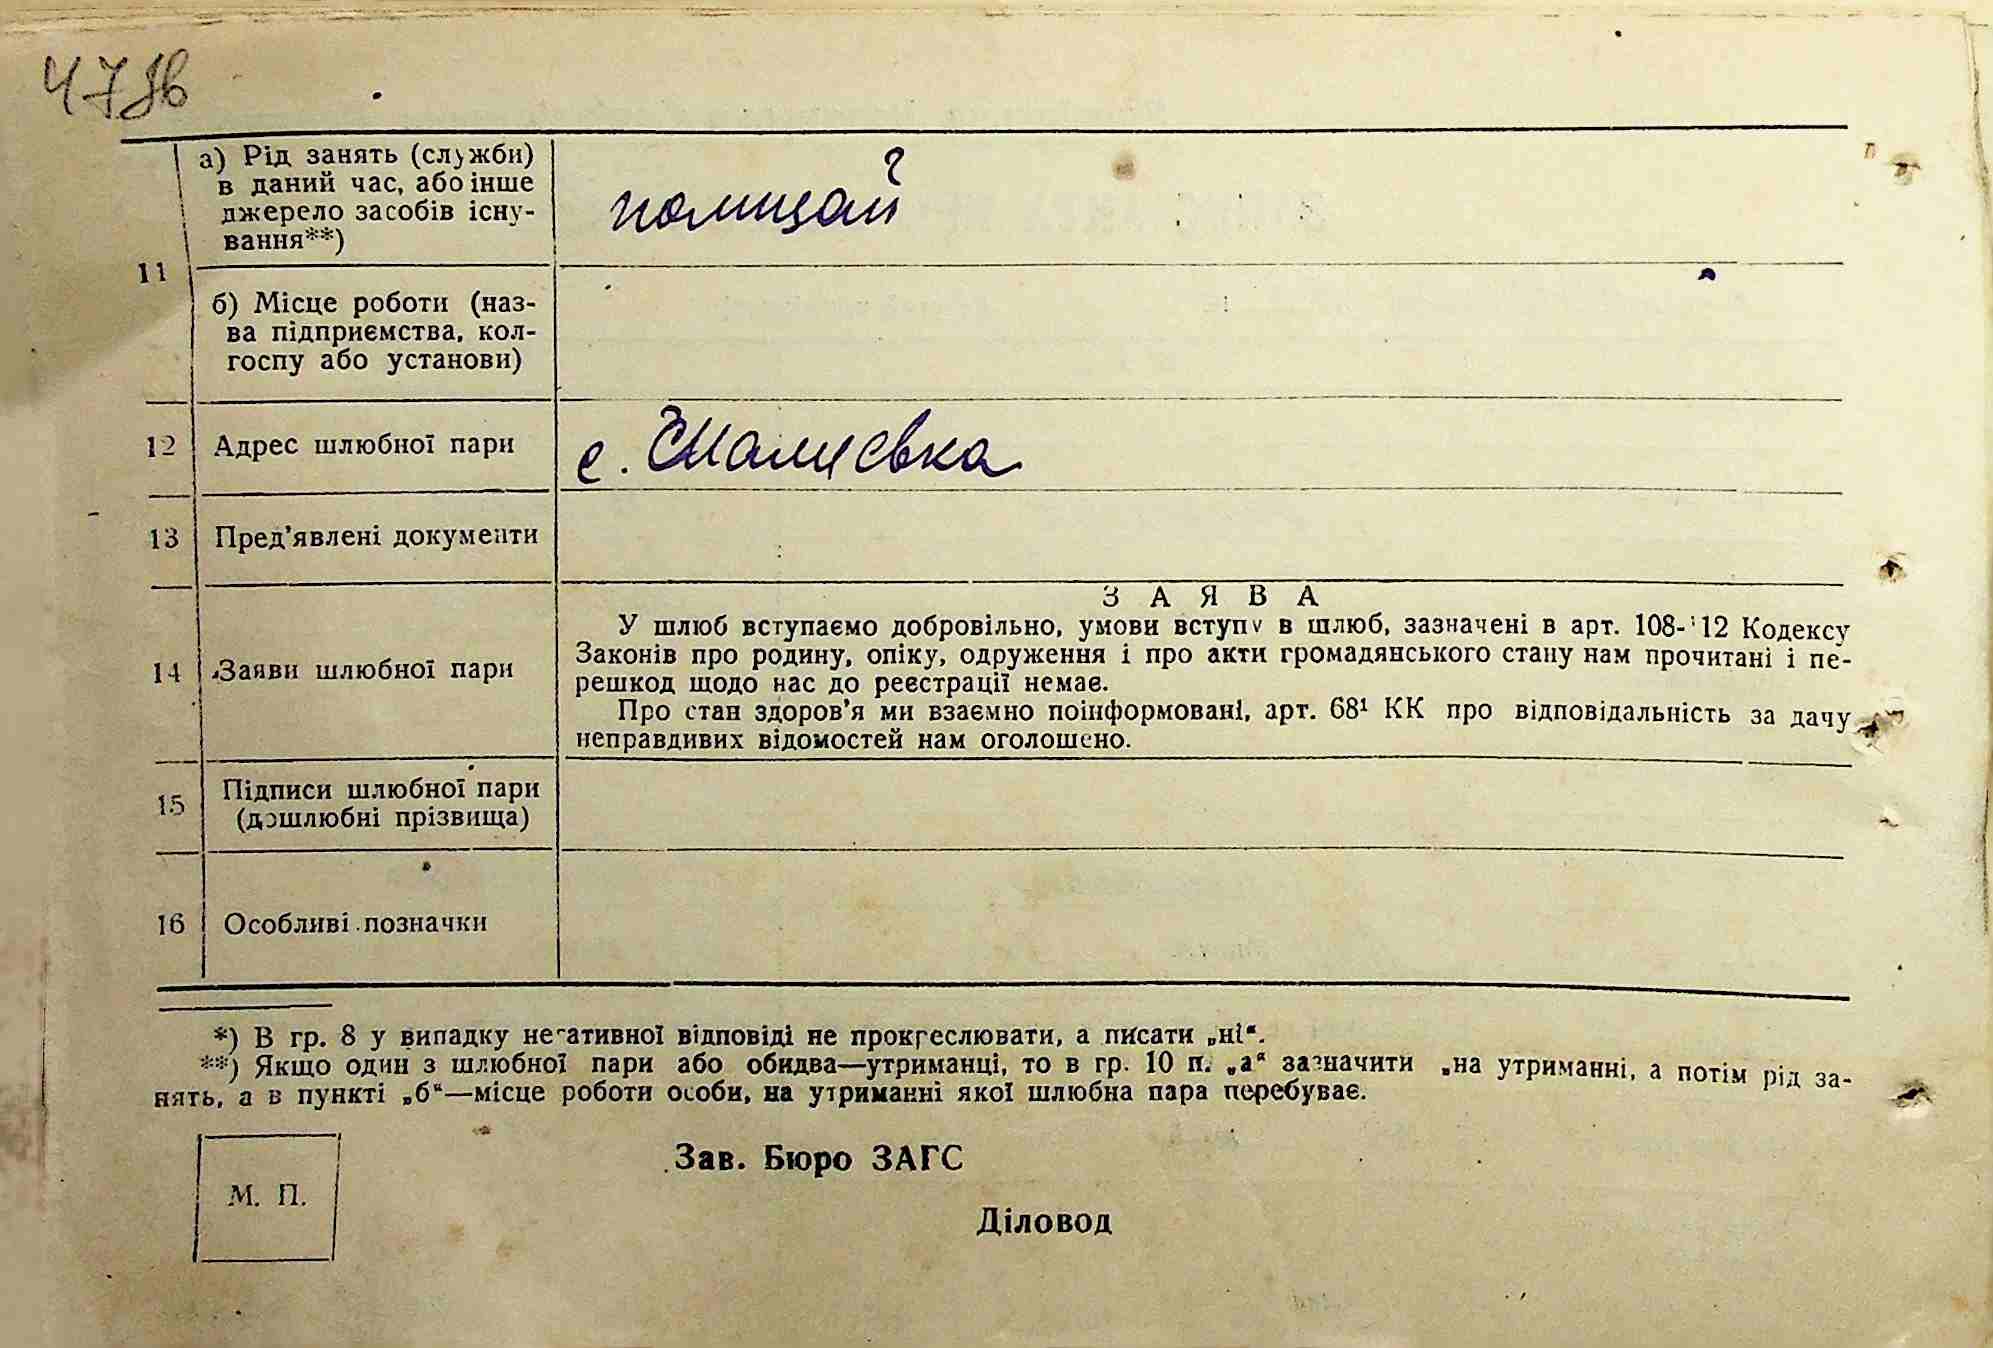 47зв
а) Рід занять (служби)
в даний час, або інше
джерело засобів існу-
вання**)
поліцай
11
б) Місце роботи (наз-
ва підприємства, кол-
госпу або установи)
12 Адрес шлюбної пари
с.
13 Пред’явлені документи
14 Заяви шлюбної пари
ЗАЯВА
У шлюб вступаємо добровільно, умови вступу в шлюб, зазначені в арт. 108-112 Кодексу
Законів про родину, опіку, одруження і про акти громадянського стану нам прочитані і пе-
решкод щодо нас до реєстрації немає.
Про стан здоров’я ми взаємно поінформовані, арт. 68¹ КК про відповідальність за дачу
неправдивих відомостей нам оголошено.
15 Підписи шлюбної пари
(дошлюбні прізвища)
16 Особливі позначки
*) В гр. 8 у випадку негативної відповіді не прокреслювати, а писати „ні“.
**) Якщо один з шлюбної пари або обидва—утриманці, то в гр. 10 п. „а“ зазначити „на утриманні, а потім рід за-
нять, а в пункті „б“—місце роботи особи, на утриманні якої шлюбна пара перебуває.
Зав. Бюро ЗАГС
М. П.
Діловод